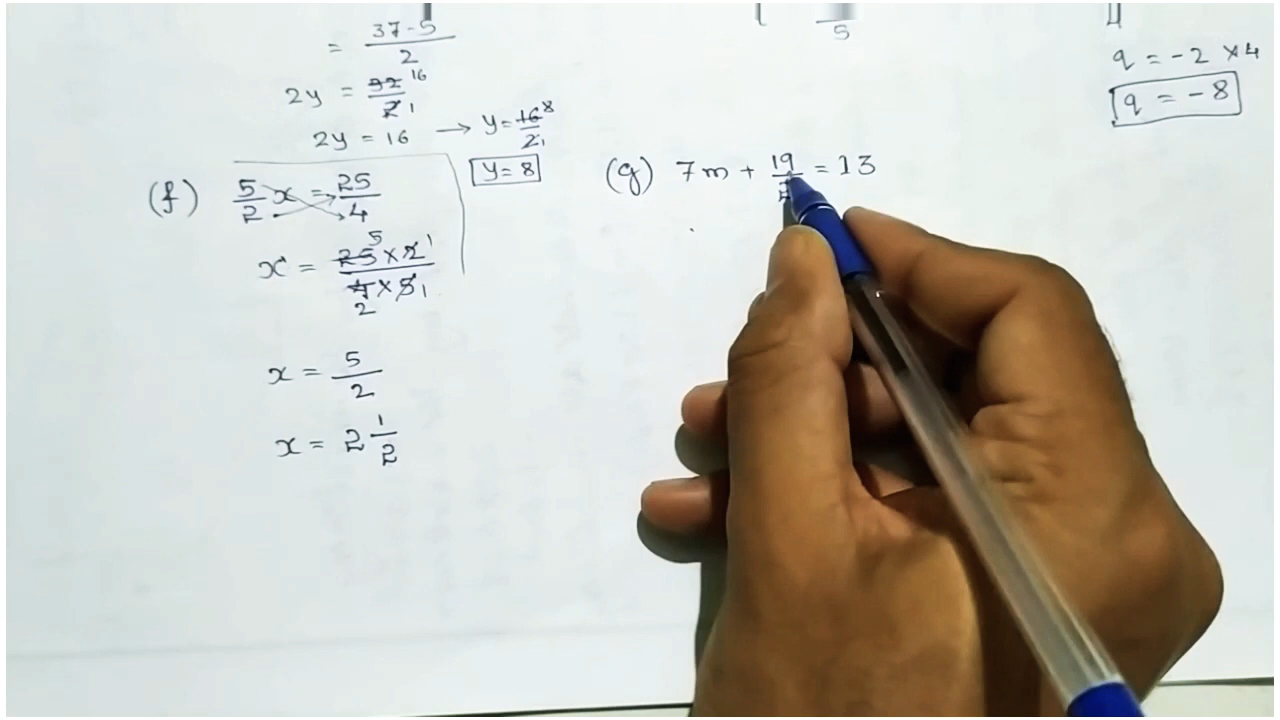 = 37-5/2
2y = 32/2 16 1
2y = 16 → y = 16/2 8 1
y = 8
5
q = -2 × 4
q = -8
(f) 5/2 x = 25/4
x = 25 × 2 / 4 × 5 5 1 2 1
x = 5/2
x = 2 1/2
(g) 7m + 19/2 = 13